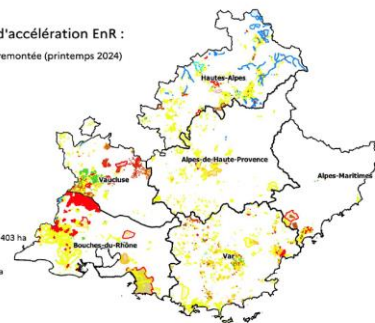 d'accélération EnR :
remontée (printemps 2024)
Hautes-Alpes
Vaucluse
Alpes-de-Haute-Provence
Alpes-Maritimes
403 ha
Bouches-du-Rhône
Var
a